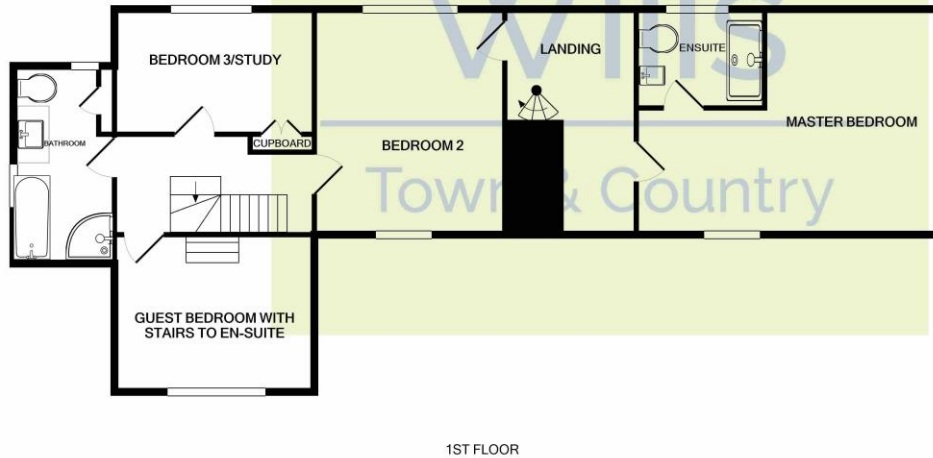 Wills
LANDING
ENSUITE
BEDROOM 3/STUDY
MASTER BEDROOM
BATHROOM
CUPBOARD
BEDROOM 2
Town & Country
GUEST BEDROOM WITH
STAIRS TO EN-SUITE
1ST FLOOR